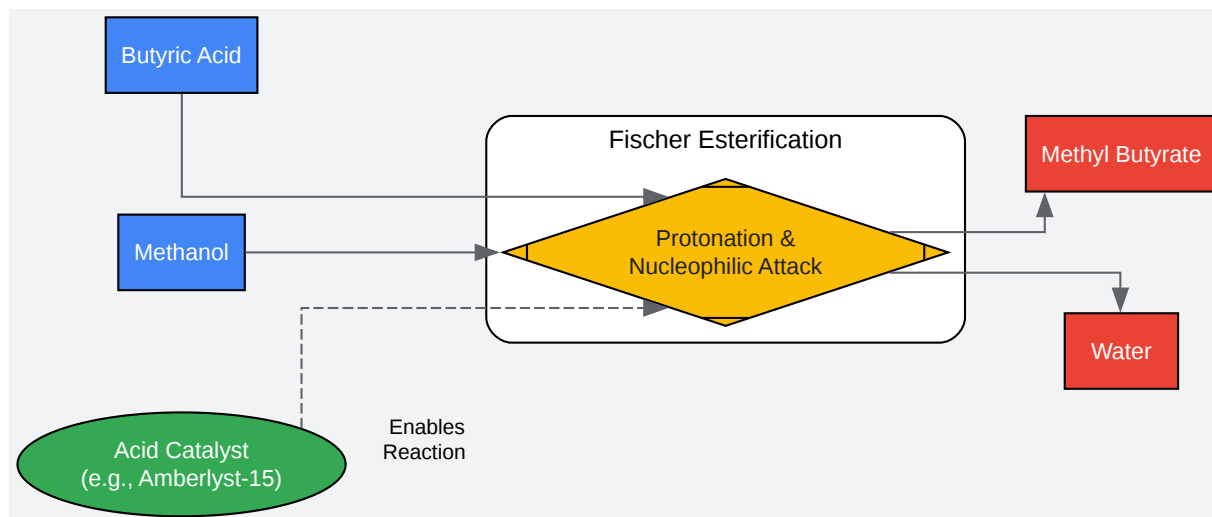 Butyric Acid
Fischer Esterification
Methyl Butyrate
Methanol
Protonation &
Nucleophilic Attack
Water
Enables
Reaction
Acid Catalyst
(e.g., Amberlyst-15)